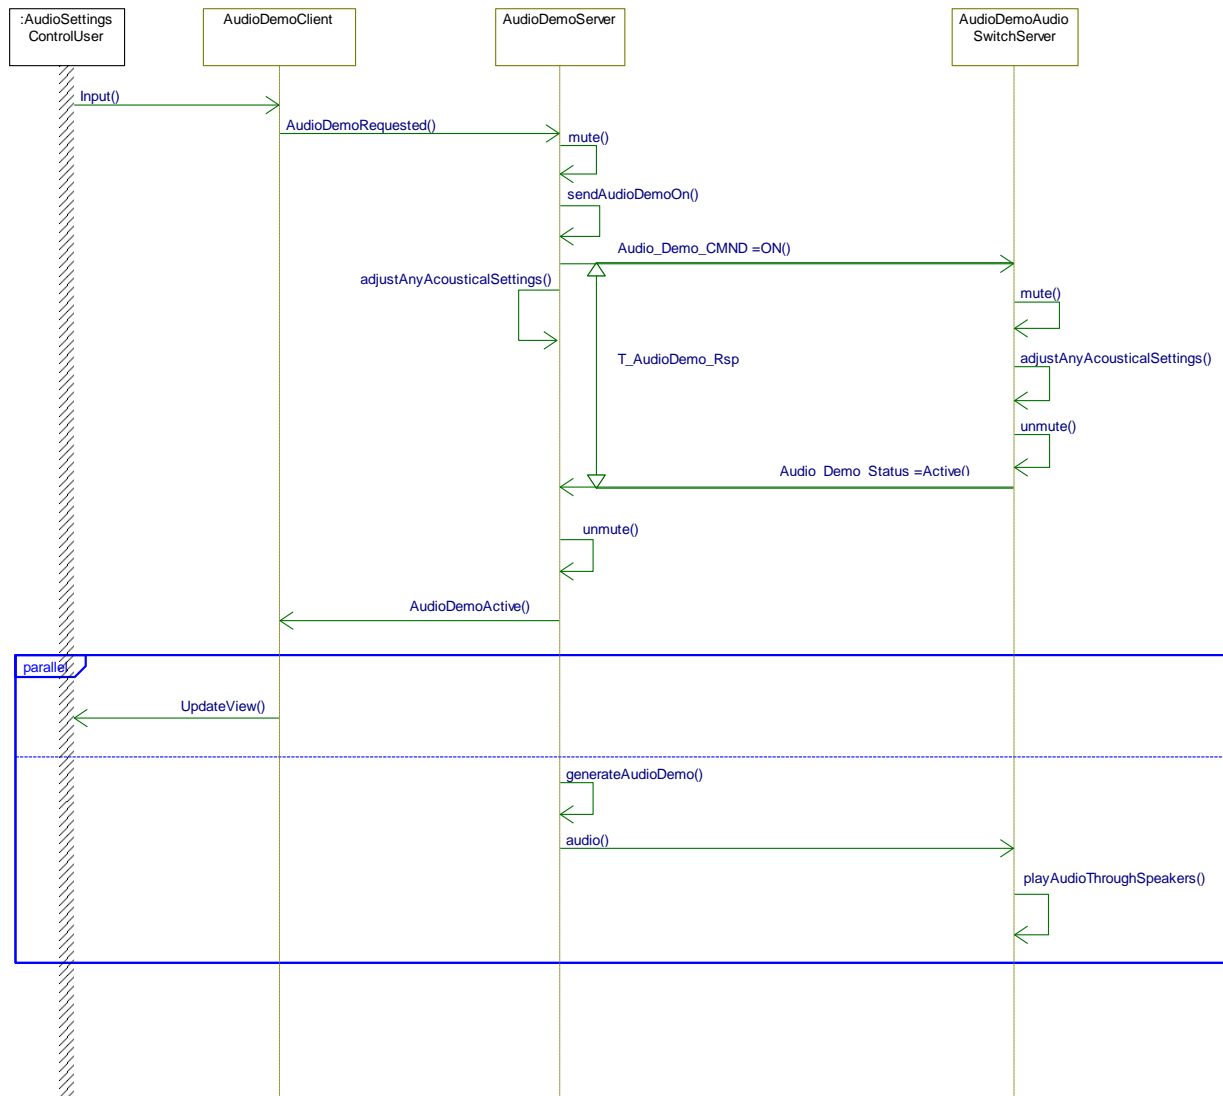 :AudioSettings
ControlUser
AudioDemoClient
AudioDemoServer
AudioDemoAudio
SwitchServer
Input()
AudioDemoRequested()
mute()
sendAudioDemoOn()
Audio_Demo_CMND =ON()
adjustAnyAcousticalSettings()
mute()
T_AudioDemo_Rsp
adjustAnyAcousticalSettings()
unmute()
Audio_Demo_Status =Active()
unmute()
AudioDemoActive()
parallel
UpdateView()
generateAudioDemo()
audio()
playAudioThroughSpeakers()